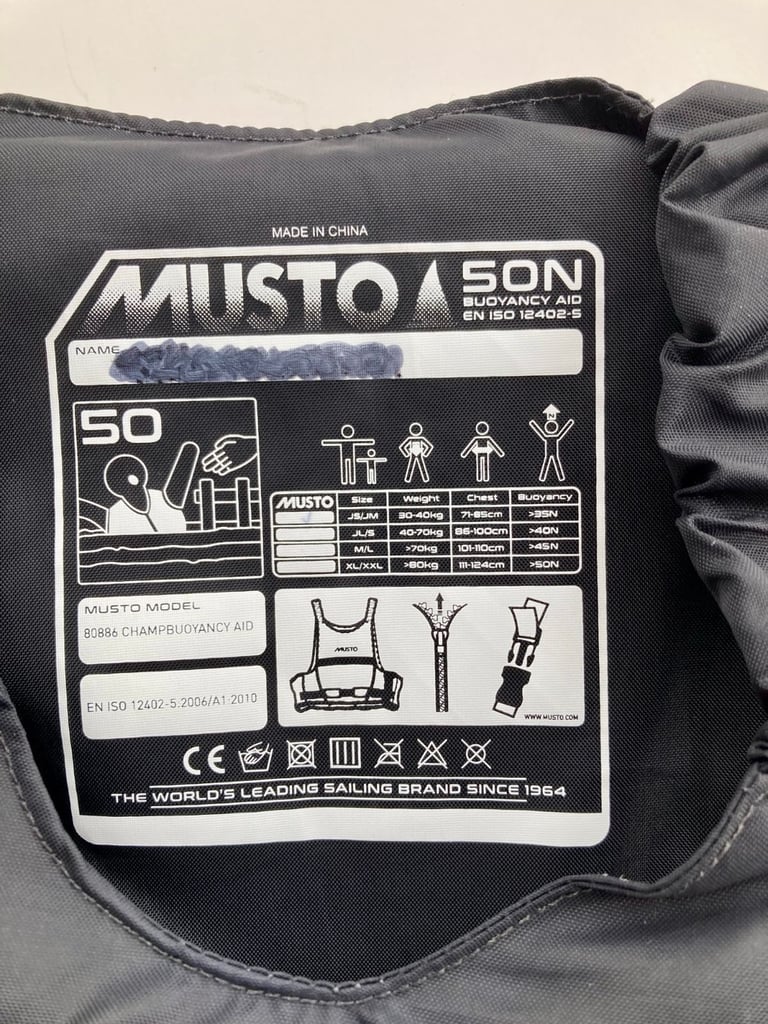 MADE IN CHINA
MUSTO 50N
BUOYANCY AID
EN ISO 12402-5
NAME
50
N
MUSTO Size Weight Chest Buoyancy
JS/JM 30-40kg 71-85cm >35N
JL/S 40-70kg 86-100cm >40N
M/L >70kg 101-110cm >45N
XL/XXL >80kg 111-124cm >50N
MUSTO MODEL
80886 CHAMPBUOYANCY AID
MUSTO
EN ISO 12402-5:2006/A1:2010
WWW.MUSTO.COM
CE
THE WORLD'S LEADING SAILING BRAND SINCE 1964